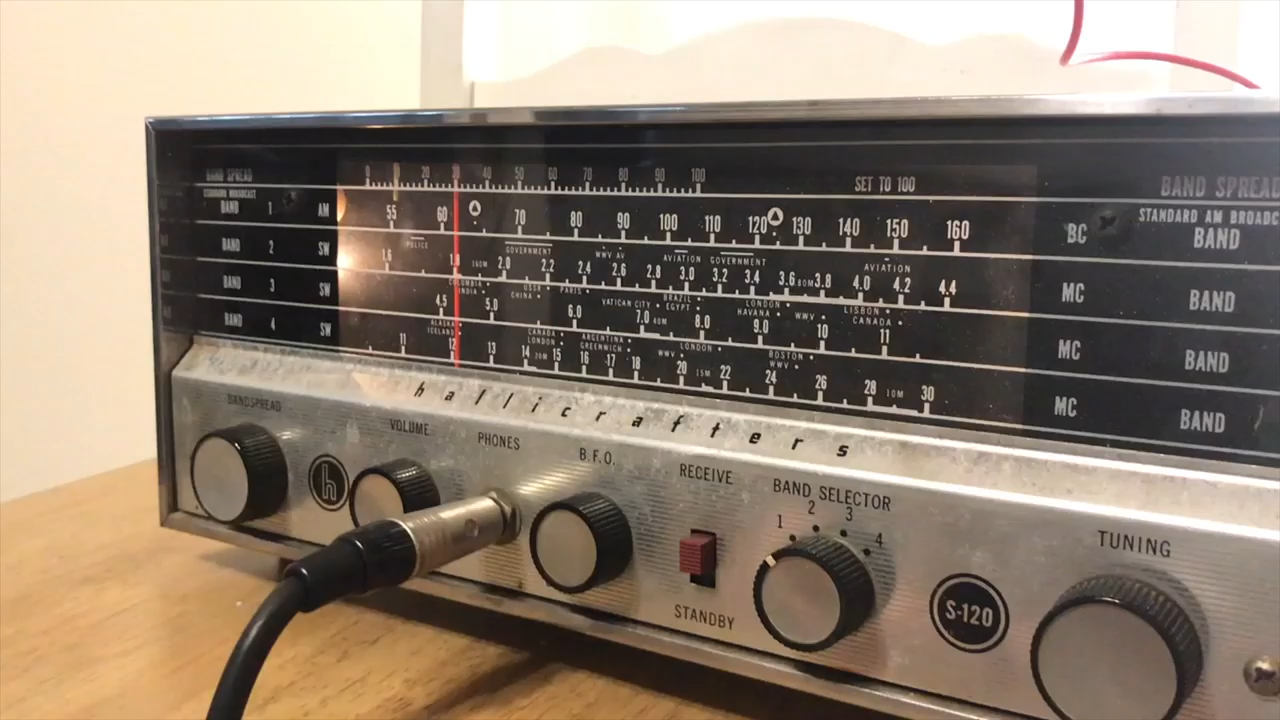 BAND SPREAD
0 20 30 40 50 60 70 80 90 100 SET TO 100 BAND SPREAD
STANDARD BROADCAST
STANDARD AM BROADC
BAND 1 AM 55 60 70 80 90 100 110 120 130 140 150 160 BC BAND
POLICE GOVERNMENT WWV AV AVIATION GOVERNMENT AVIATION
BAND 2 SW 1.6 1.8 160M 2.0 2.2 2.4 2.6 2.8 3.0 3.2 3.4 3.6 80M 3.8 4.0 4.2 4.4 MC BAND
COLUMBIA INDIA USSR CHINA PARIS VATICAN CITY BRAZIL EGYPT LONDON HAVANA WWV LISBON CANADA
BAND 3 SW 4.5 5.0 6.0 7.0 40M 8.0 9.0 10 11 MC BAND
ALASKA ICELAND CANADA LONDON ARGENTINA GREENWICH WWV LONDON BOSTON WWV
BAND 4 SW 11 12 13 14 20M 15 16 17 18 20 15M 22 24 26 28 10M 30 MC BAND
hallicrafters
BANDSPREAD
VOLUME
PHONES
B.F.O.
RECEIVE
BAND SELECTOR
1 2 3 4
TUNING
h
S-120
STANDBY